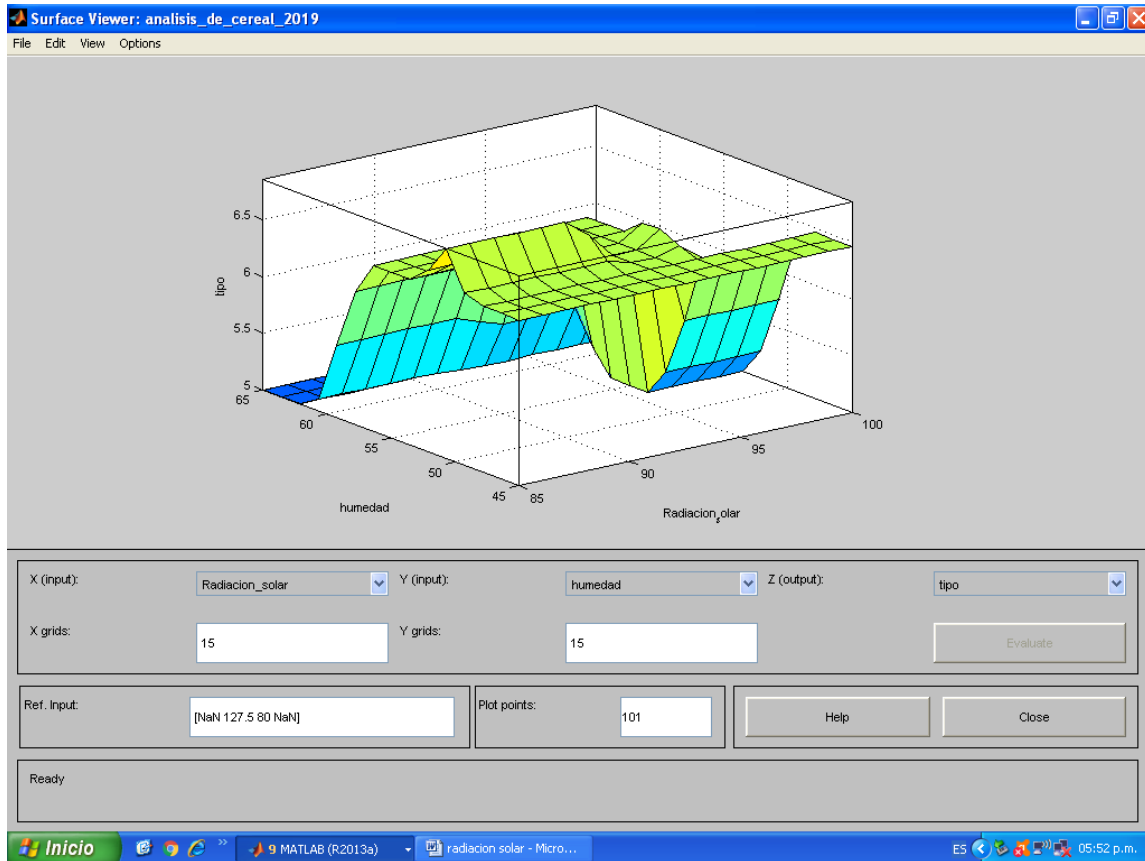 Surface Viewer: analisis_de_cereal_2019
File Edit View Options
6.5
6
5.5
5
tipo
65
60
55
50
45
humedad
85
90
95
100
Radiacion_solar
X (input):
Radiacion_solar
Y (input):
humedad
Z (output):
tipo
X grids:
15
Y grids:
15
Evaluate
Ref. Input:
[NaN 127.5 80 NaN]
Plot points:
101
Help
Close
Ready
Inicio
9 MATLAB (R2013a)
radiacion solar - Micro...
ES
05:52 p.m.